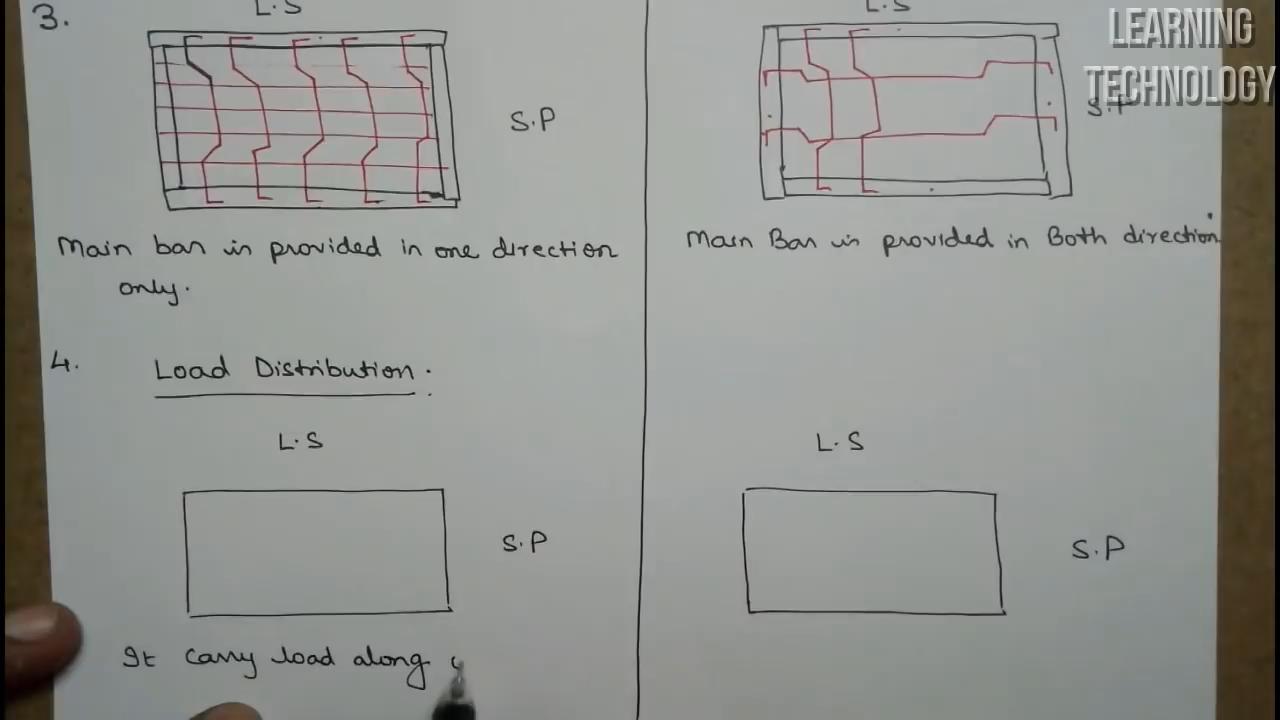 3.
L.S
S.P
Main bar is provided in one direction
only.
L.S
S.P
Main Bar is provided in Both direction
LEARNING
TECHNOLOGY
4.
Load Distribution.
L.S
S.P
It carry load along
L.S
S.P